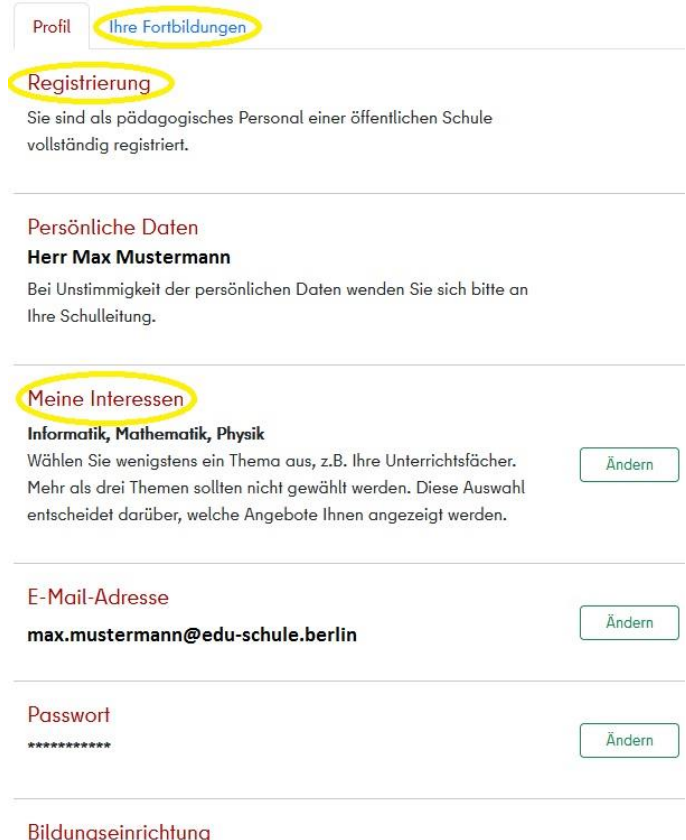 Profil Ihre Fortbildungen
Registrierung
Sie sind als pädagogisches Personal einer öffentlichen Schule
vollständig registriert.
Persönliche Daten
Herr Max Mustermann
Bei Unstimmigkeit der persönlichen Daten wenden Sie sich bitte an
Ihre Schulleitung.
Meine Interessen
Informatik, Mathematik, Physik
Wählen Sie wenigstens ein Thema aus, z.B. Ihre Unterrichtsfächer.
Mehr als drei Themen sollten nicht gewählt werden. Diese Auswahl
entscheidet darüber, welche Angebote Ihnen angezeigt werden.
Ändern
E-Mail-Adresse
max.mustermann@edu-schule.berlin
Ändern
Passwort
***********
Ändern
Bildungseinrichtung